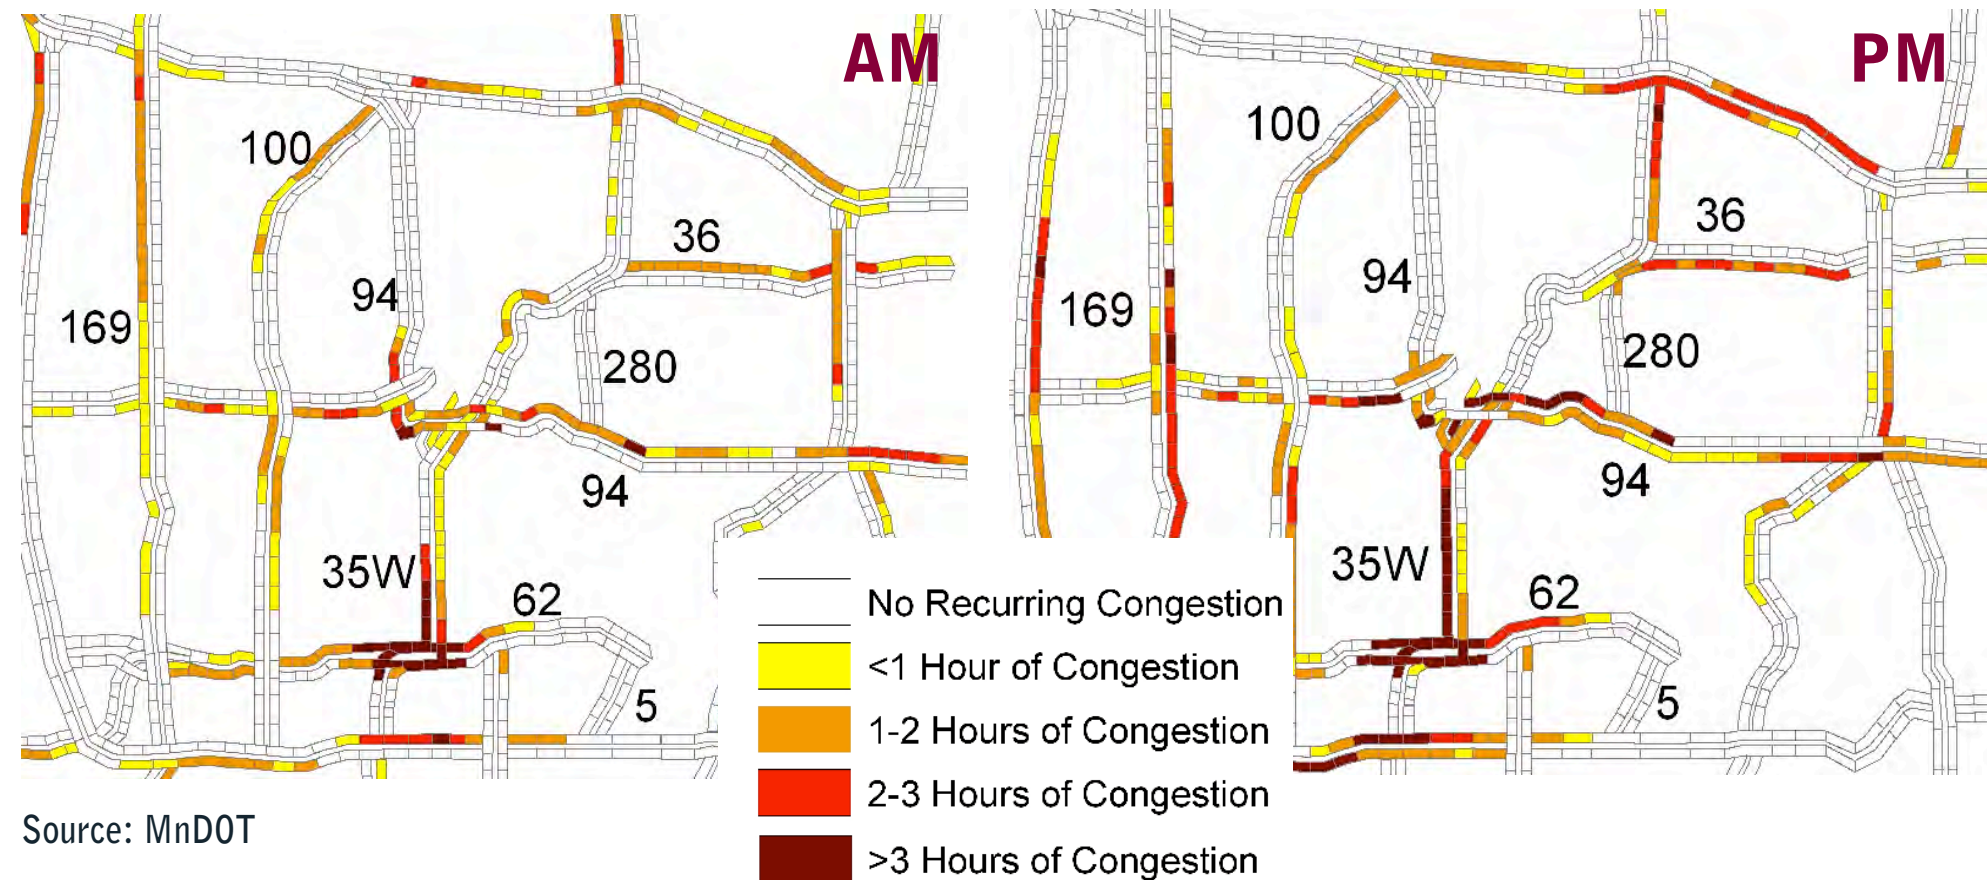 AM
100
36
94
169
280
94
35W
62
5
PM
100
36
94
169
280
94
35W
62
5
No Recurring Congestion
<1 Hour of Congestion
1-2 Hours of Congestion
2-3 Hours of Congestion
>3 Hours of Congestion
Source: MnDOT